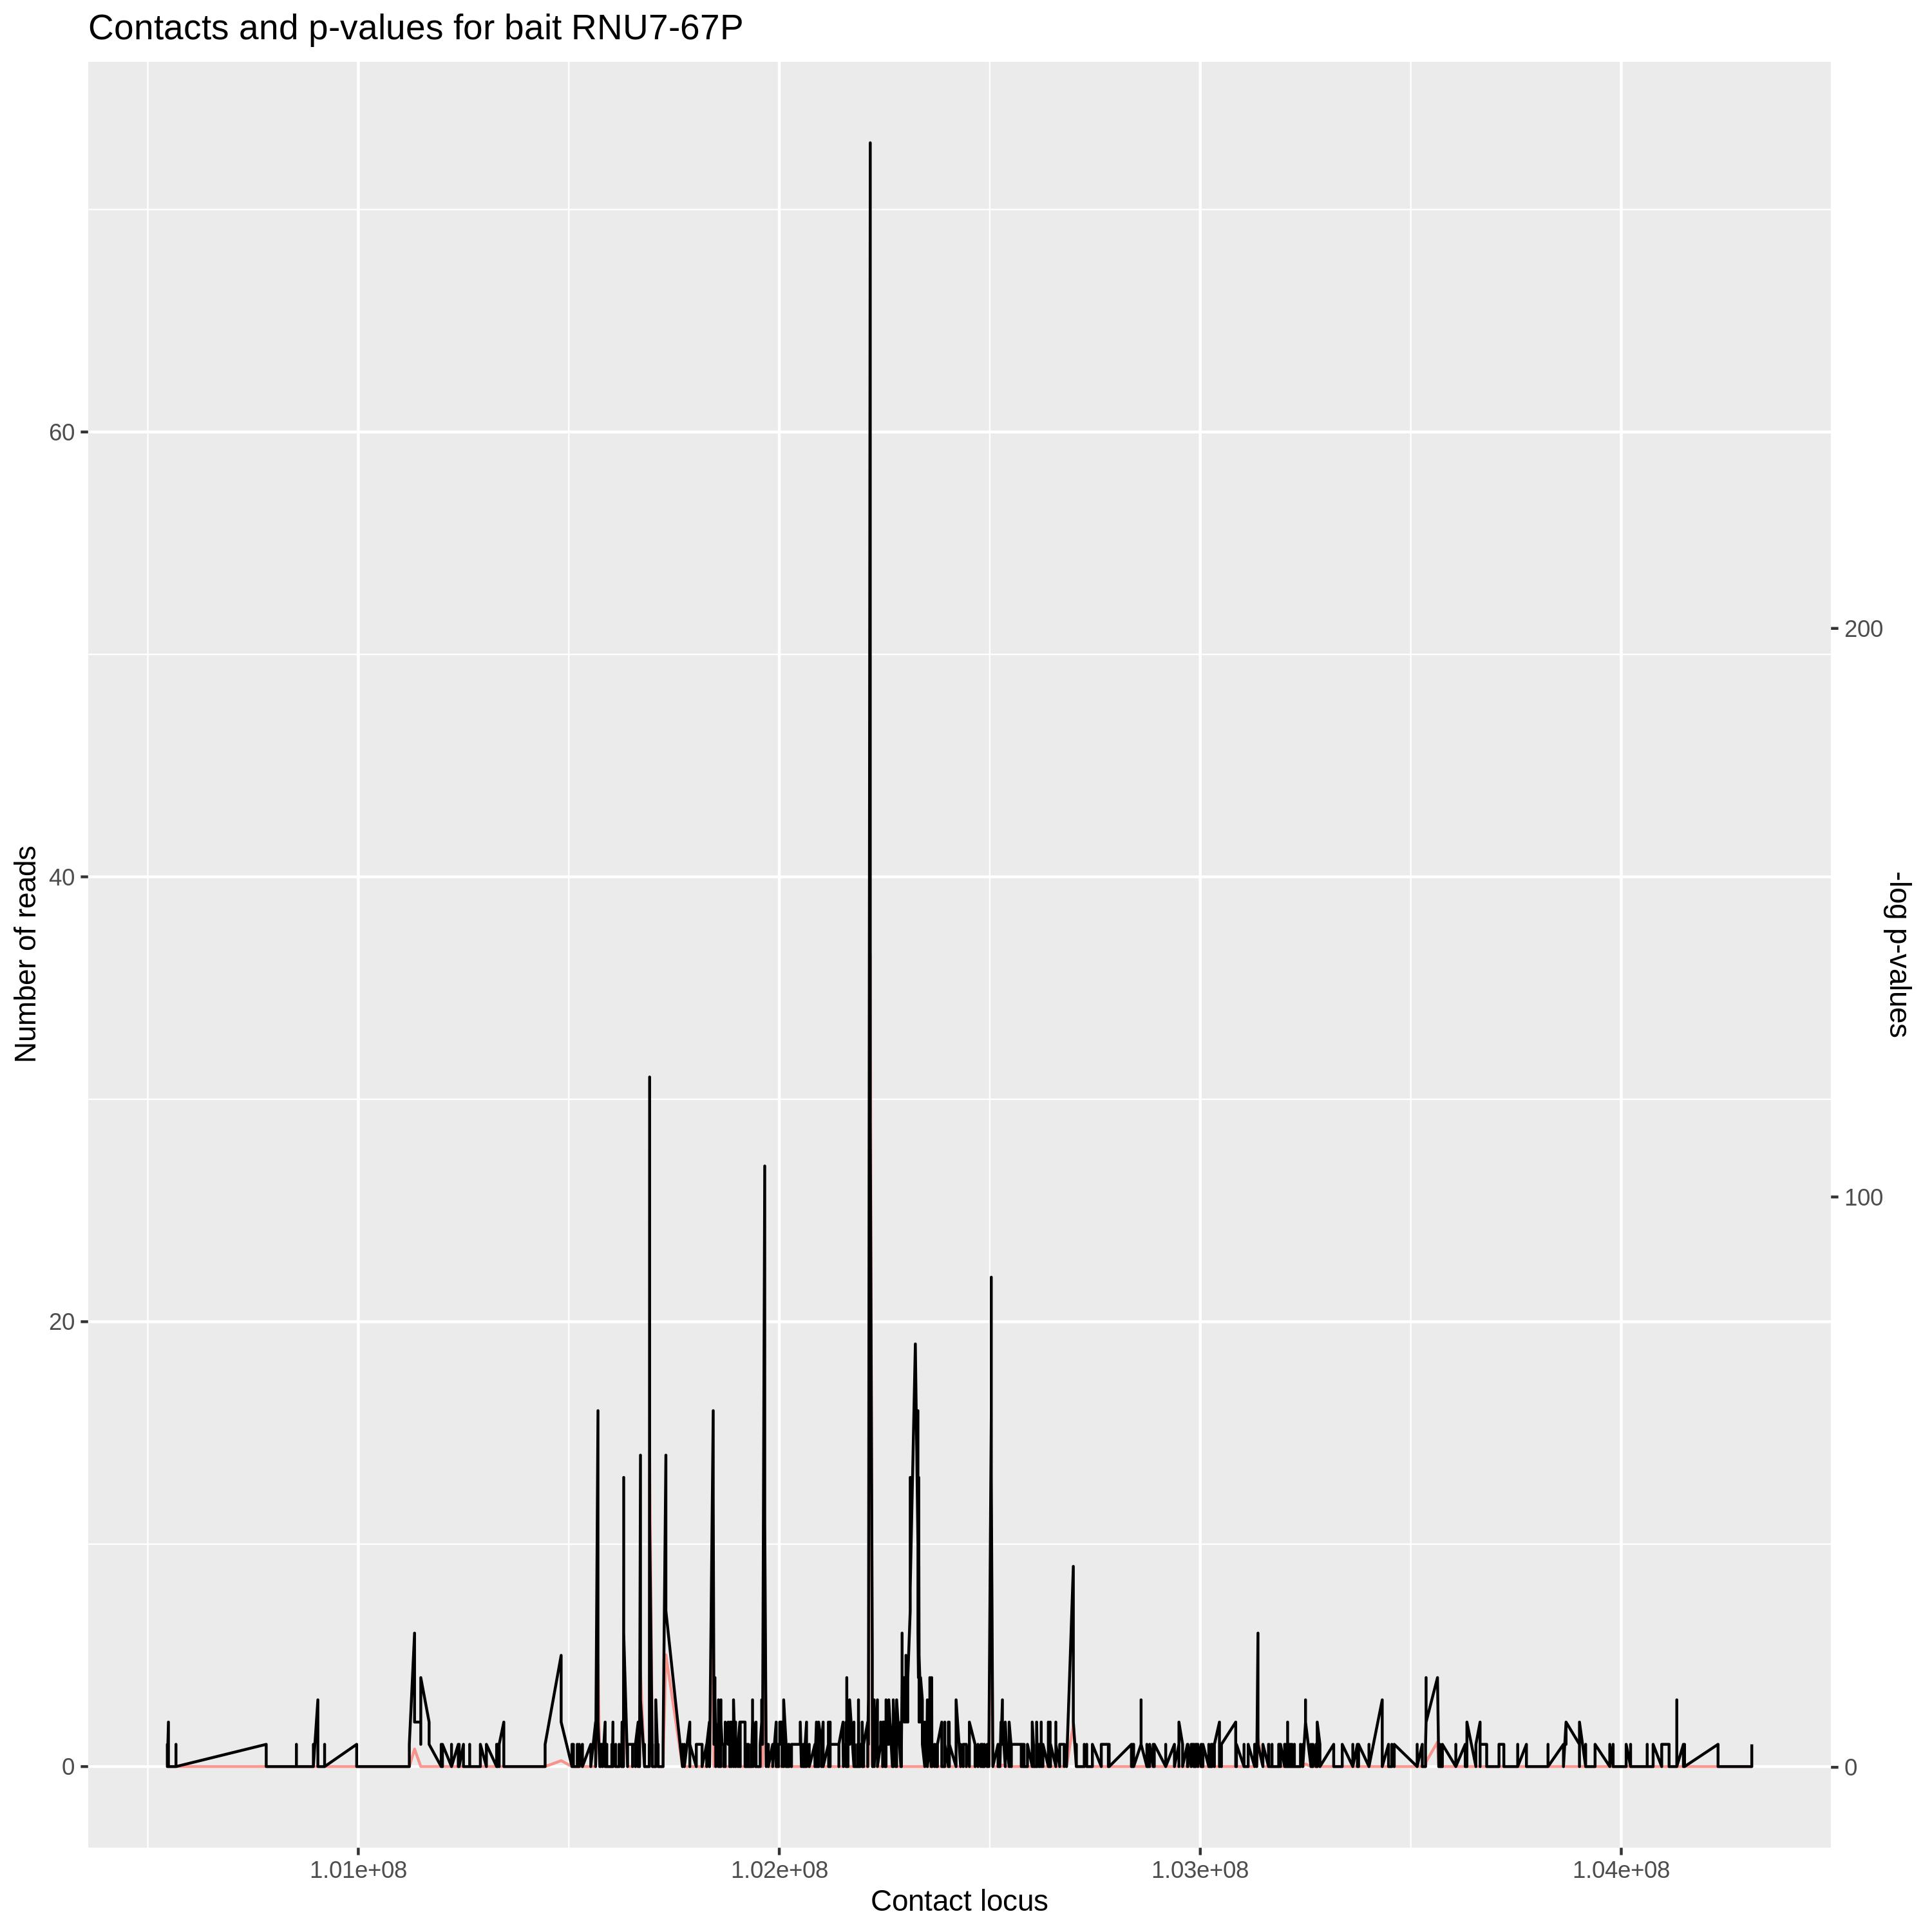 Contacts and p-values for bait RNU7-67P
Number of reads
60
40
20
0
200
100
0
-log p-values
1.01e+08
1.02e+08
1.03e+08
1.04e+08
Contact locus